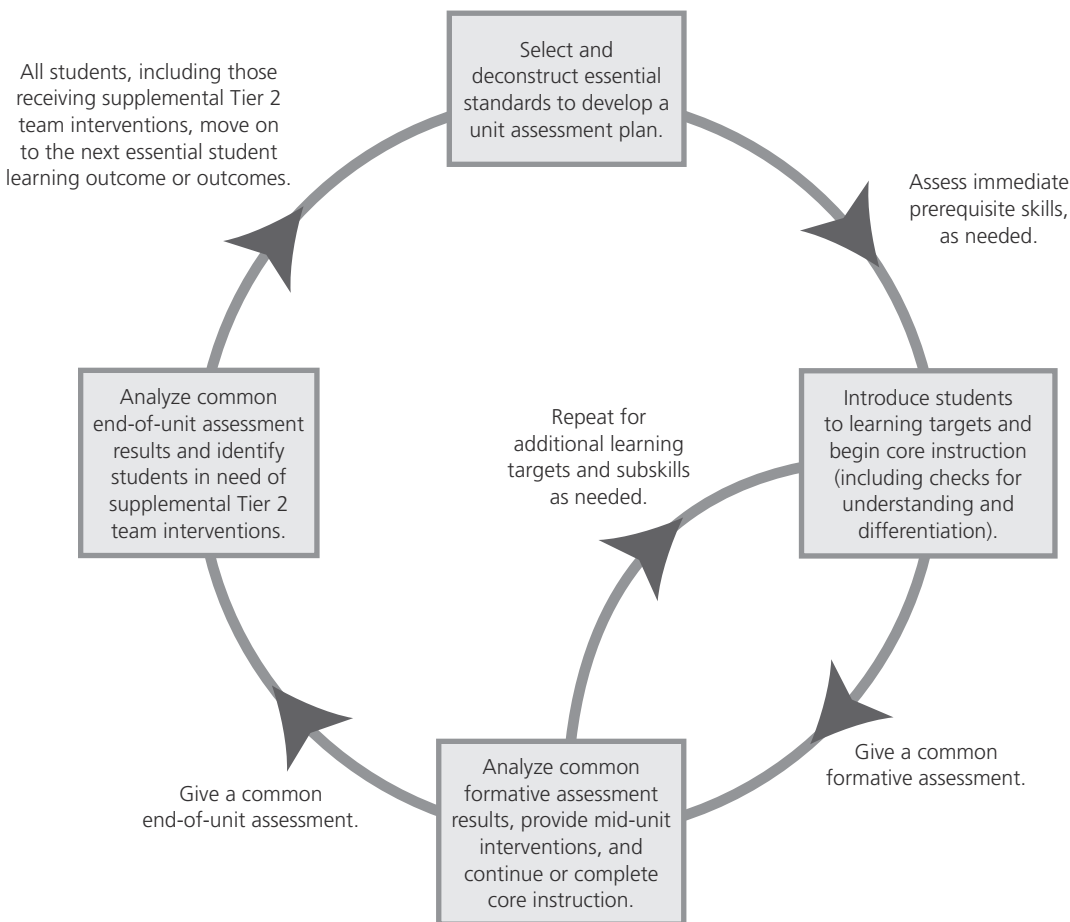 Select and
deconstruct essential
standards to develop a
unit assessment plan.
Assess immediate
prerequisite skills,
as needed.
Introduce students
to learning targets and
begin core instruction
(including checks for
understanding and
differentiation).
Give a common
formative assessment.
Analyze common
formative assessment
results, provide mid-unit
interventions, and
continue or complete
core instruction.
Repeat for
additional learning
targets and subskills
as needed.
Give a common
end-of-unit assessment.
Analyze common
end-of-unit assessment
results and identify
students in need of
supplemental Tier 2
team interventions.
All students, including those
receiving supplemental Tier 2
team interventions, move on
to the next essential student
learning outcome or outcomes.